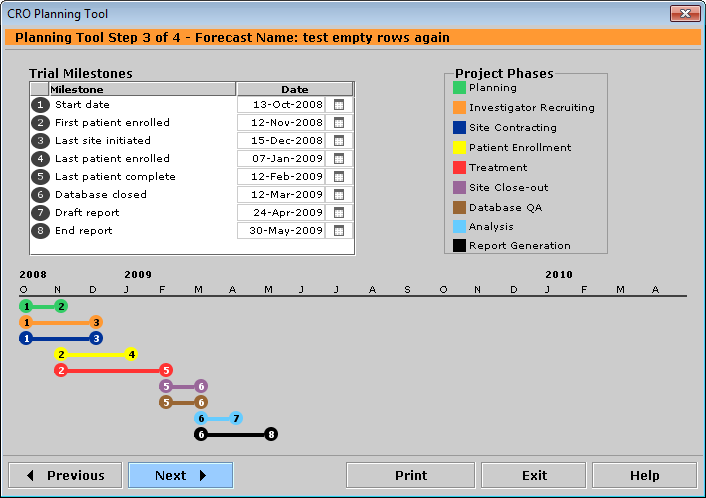 CRO Planning Tool
Planning Tool Step 3 of 4 - Forecast Name: test empty rows again
Trial Milestones
Milestone Date
1 Start date 13-Oct-2008
2 First patient enrolled 12-Nov-2008
3 Last site initiated 15-Dec-2008
4 Last patient enrolled 07-Jan-2009
5 Last patient complete 12-Feb-2009
6 Database closed 12-Mar-2009
7 Draft report 24-Apr-2009
8 End report 30-May-2009
Project Phases
Planning
Investigator Recruiting
Site Contracting
Patient Enrollment
Treatment
Site Close-out
Database QA
Analysis
Report Generation
2008 2009 2010
O N D J F M A M J J A S O N D J F M A
1 2
1 3
1 3
2 4
2 5
5 6
5 6
6 7
6 8
Previous Next Print Exit Help